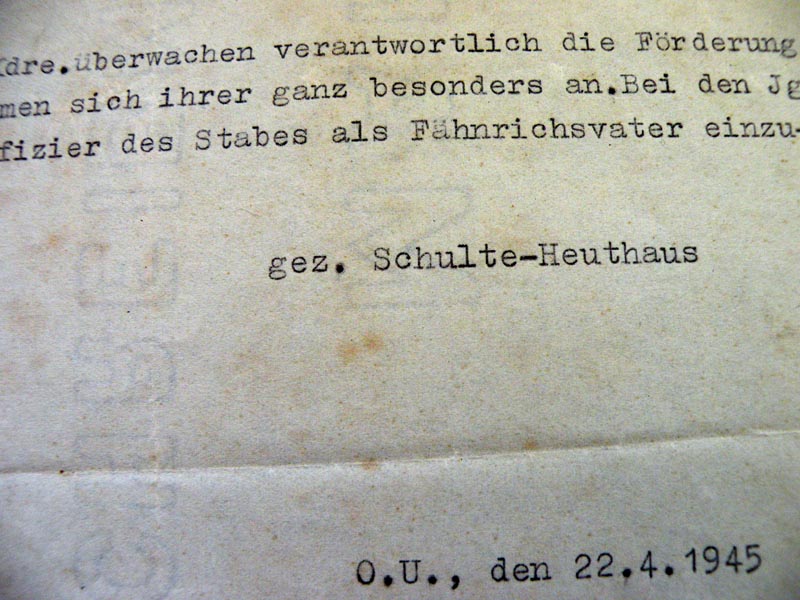 Kdre.überwachen verantwortlich die Förderung
men sich ihrer ganz besonders an.Bei den Jg
fizier des Stabes als Fähnrichsvater einzu-
gez. Schulte-Heuthaus
O.U., den 22.4.1945